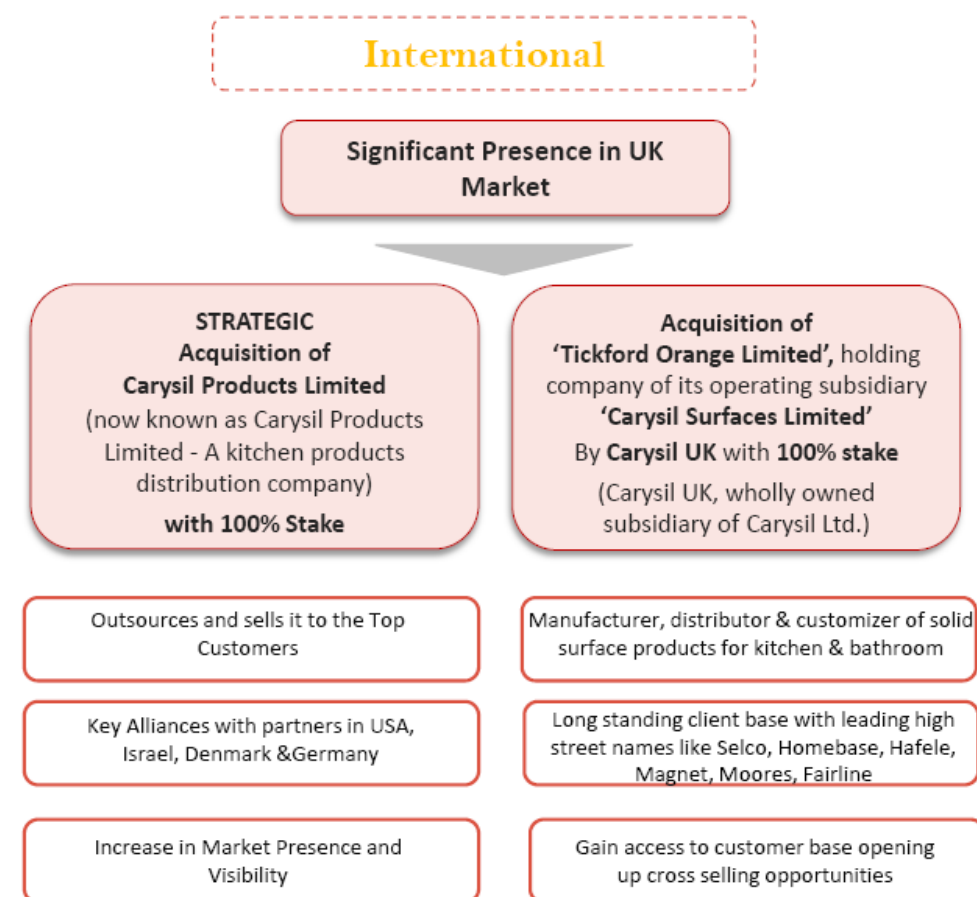 International
Significant Presence in UK
Market
STRATEGIC
Acquisition of
Carysil Products Limited
(now known as Carysil Products
Limited - A kitchen products
distribution company)
with 100% Stake
Acquisition of
‘Tickford Orange Limited’, holding
company of its operating subsidiary
‘Carysil Surfaces Limited’
By Carysil UK with 100% stake
(Carysil UK, wholly owned
subsidiary of Carysil Ltd.)
Outsources and sells it to the Top
Customers
Key Alliances with partners in USA,
Israel, Denmark &Germany
Increase in Market Presence and
Visibility
Manufacturer, distributor & customizer of solid
surface products for kitchen & bathroom
Long standing client base with leading high
street names like Selco, Homebase, Hafele,
Magnet, Moores, Fairline
Gain access to customer base opening
up cross selling opportunities